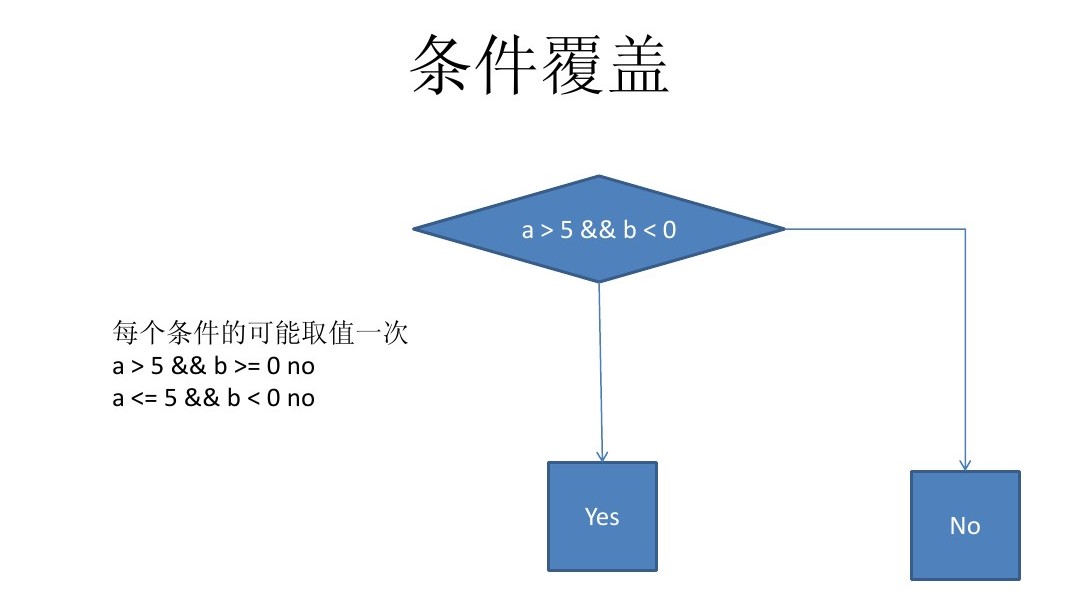 条件覆盖
a > 5 && b < 0
每个条件的可能取值一次
a > 5 && b >= 0 no
a <= 5 && b < 0 no
Yes
No